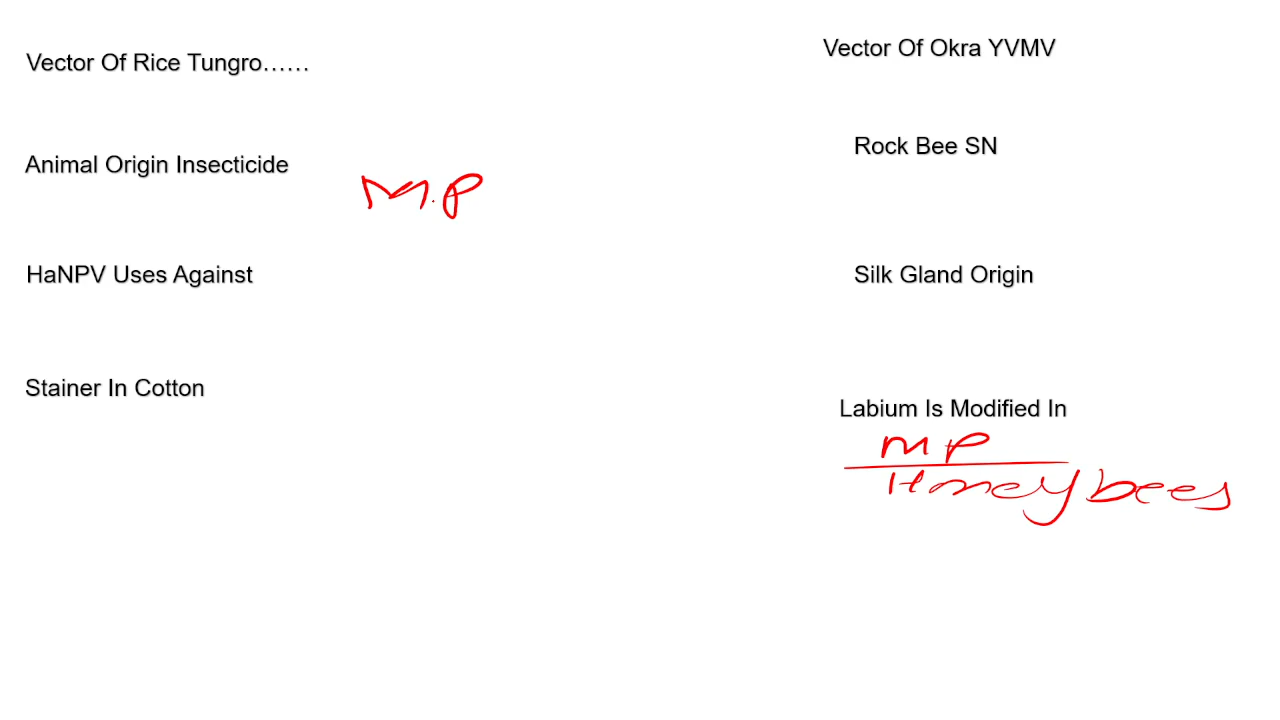 Vector Of Rice Tungro……
Animal Origin Insecticide
M.P
HaNPV Uses Against
Stainer In Cotton
Vector Of Okra YVMV
Rock Bee SN
Silk Gland Origin
Labium Is Modified In
MP
Honey bees